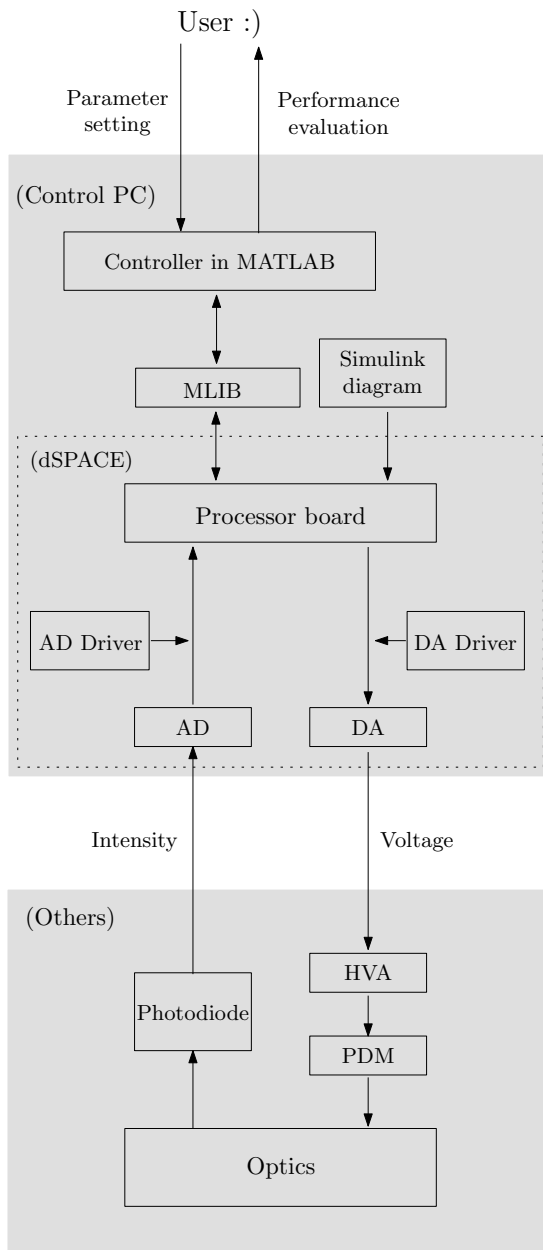 User :)
Parameter
setting
Performance
evaluation
(Control PC)
Controller in MATLAB
MLIB
Simulink
diagram
(dSPACE)
Processor board
AD Driver
DA Driver
AD
DA
Intensity
Voltage
(Others)
HVA
Photodiode
PDM
Optics